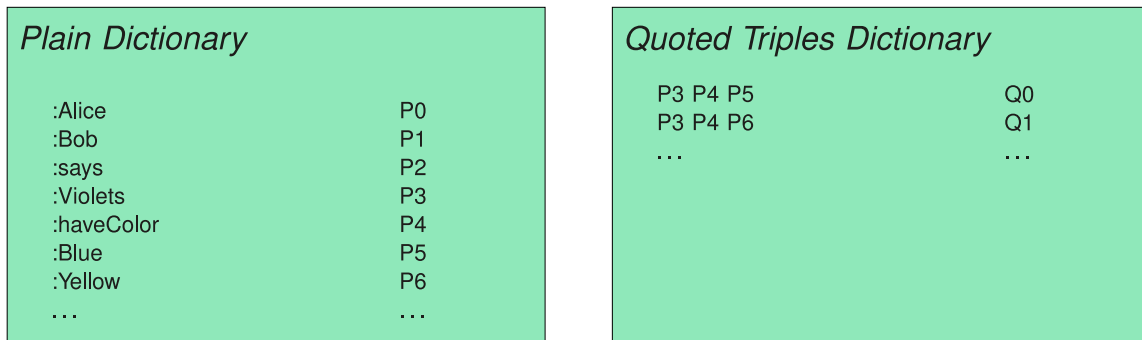 Plain Dictionary
:Alice P0
:Bob P1
:says P2
:Violets P3
:haveColor P4
:Blue P5
:Yellow P6
... ...
Quoted Triples Dictionary
P3 P4 P5 Q0
P3 P4 P6 Q1
... ...